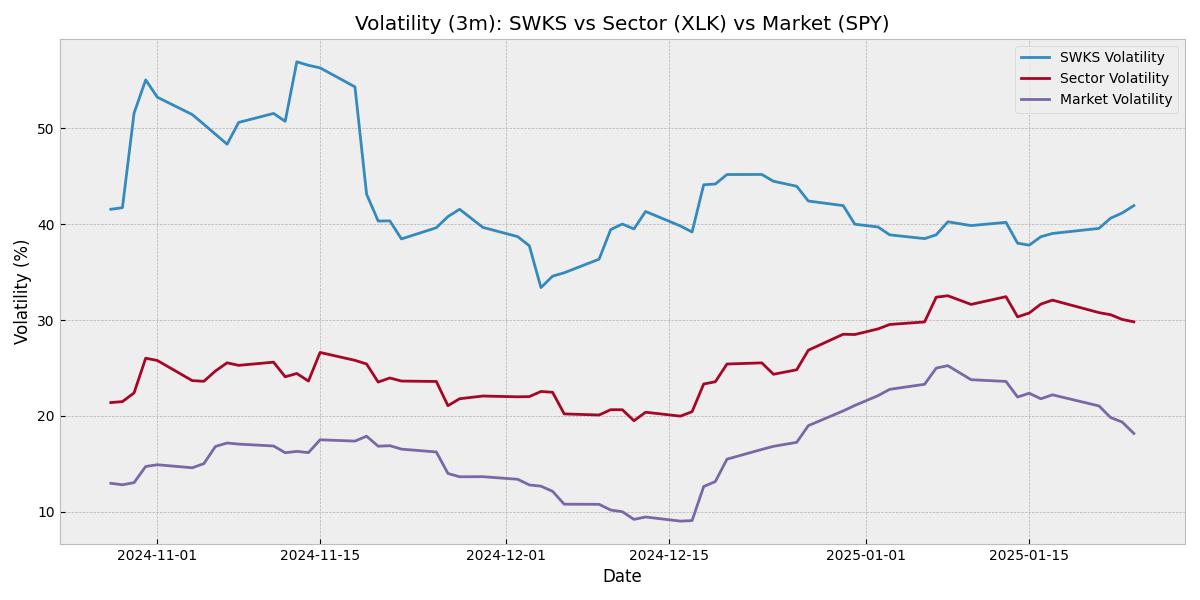 Volatility (3m): SWKS vs Sector (XLK) vs Market (SPY)
SWKS Volatility
Sector Volatility
Market Volatility
Volatility (%)
50
40
30
20
10
2024-11-01
2024-11-15
2024-12-01
2024-12-15
2025-01-01
2025-01-15
Date